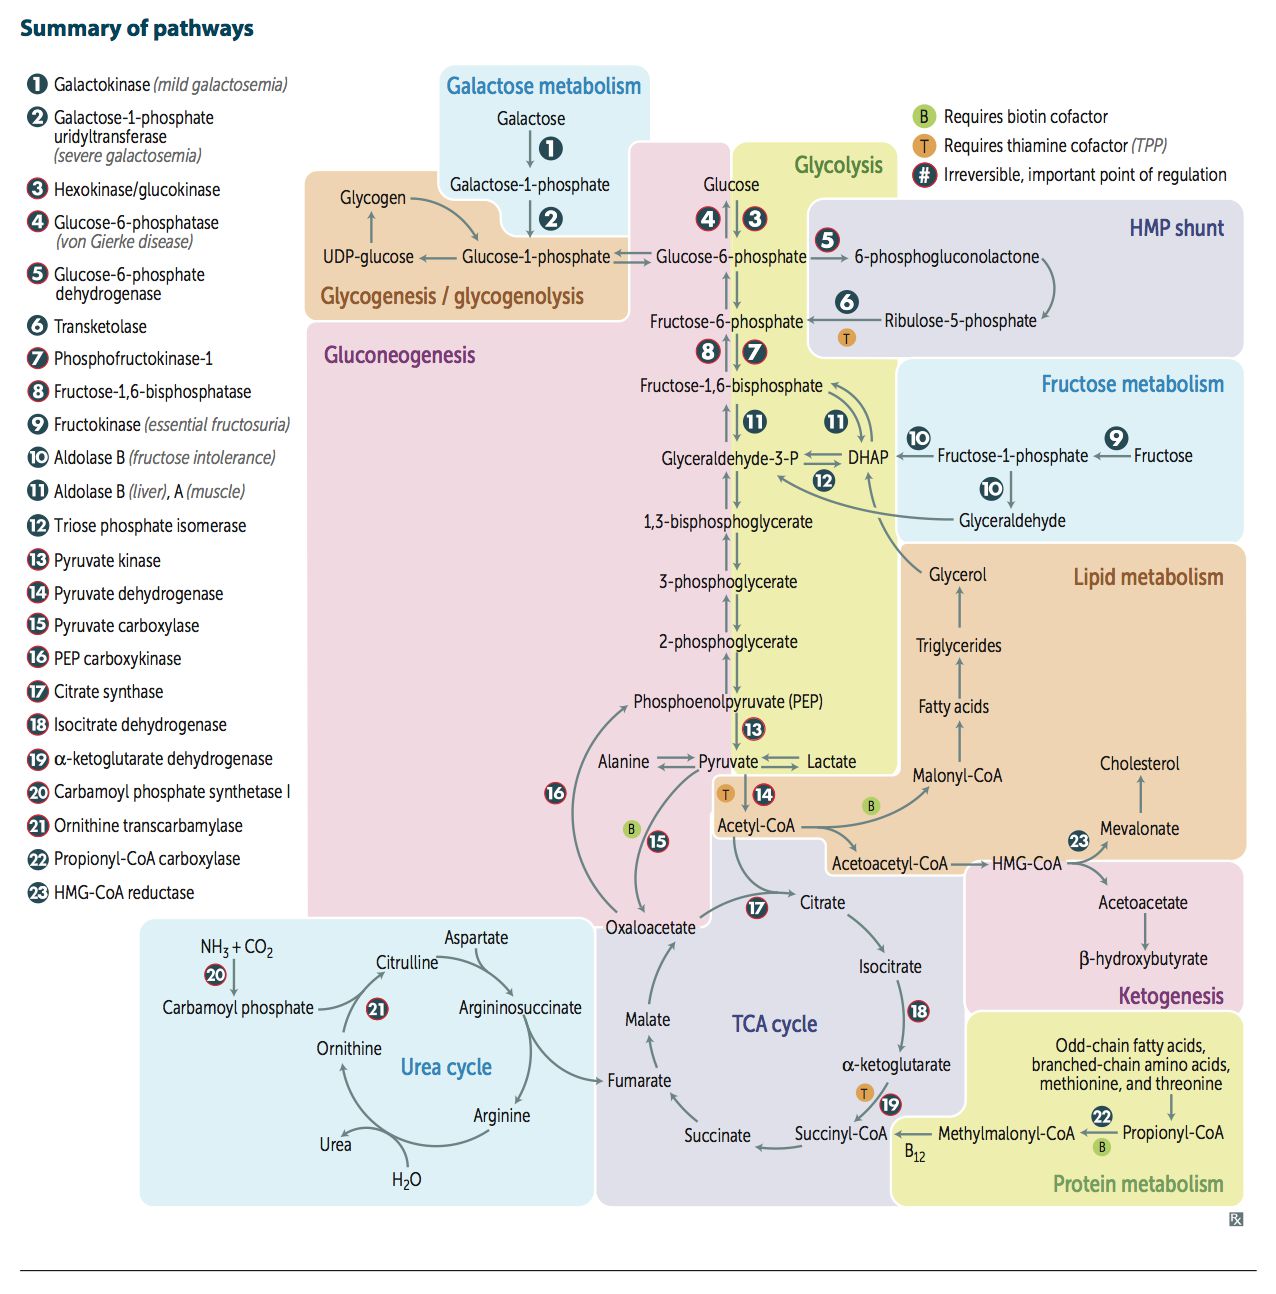 Summary of pathways
1 Galactokinase (mild galactosemia)
2 Galactose-1-phosphate
uridyltransferase
(severe galactosemia)
3 Hexokinase/glucokinase
4 Glucose-6-phosphatase
(von Gierke disease)
5 Glucose-6-phosphate
dehydrogenase
6 Transketolase
7 Phosphofructokinase-1
8 Fructose-1,6-bisphosphatase
9 Fructokinase (essential fructosuria)
10 Aldolase B (fructose intolerance)
11 Aldolase B (liver), A (muscle)
12 Triose phosphate isomerase
13 Pyruvate kinase
14 Pyruvate dehydrogenase
15 Pyruvate carboxylase
16 PEP carboxykinase
17 Citrate synthase
18 Isocitrate dehydrogenase
19 α-ketoglutarate dehydrogenase
20 Carbamoyl phosphate synthetase I
21 Ornithine transcarbamylase
22 Propionyl-CoA carboxylase
23 HMG-CoA reductase
B Requires biotin cofactor
T Requires thiamine cofactor (TPP)
# Irreversible, important point of regulation
Galactose metabolism
Galactose
1
Galactose-1-phosphate
2
Glycogen
UDP-glucose
Glucose-1-phosphate
Glycogenesis / glycogenolysis
Glycolysis
Glucose
4 3
Glucose-6-phosphate
5
6-phosphogluconolactone
HMP shunt
6
T
Ribulose-5-phosphate
Fructose-6-phosphate
Gluconeogenesis
8 7
Fructose-1,6-bisphosphate
11 11
Glyceraldehyde-3-P
12
DHAP
Fructose metabolism
10
Fructose-1-phosphate
9
Fructose
10
Glyceraldehyde
1,3-bisphosphoglycerate
3-phosphoglycerate
2-phosphoglycerate
Phosphoenolpyruvate (PEP)
13
Alanine
Pyruvate
Lactate
16
B
15
T
14
Lipid metabolism
Glycerol
Triglycerides
Fatty acids
Malonyl-CoA
B
Acetyl-CoA
Acetoacetyl-CoA
HMG-CoA
23
Mevalonate
Cholesterol
Acetoacetate
β-hydroxybutyrate
Ketogenesis
Oxaloacetate
17
Citrate
Isocitrate
18
TCA cycle
α-ketoglutarate
T
19
Succinyl-CoA
Succinate
Fumarate
Malate
NH3 + CO2
20
Carbamoyl phosphate
21
Citrulline
Aspartate
Argininosuccinate
Ornithine
Urea cycle
Arginine
Urea
H2O
Odd-chain fatty acids,
branched-chain amino acids,
methionine, and threonine
22
Propionyl-CoA
B
Methylmalonyl-CoA
B12
Protein metabolism
Rx